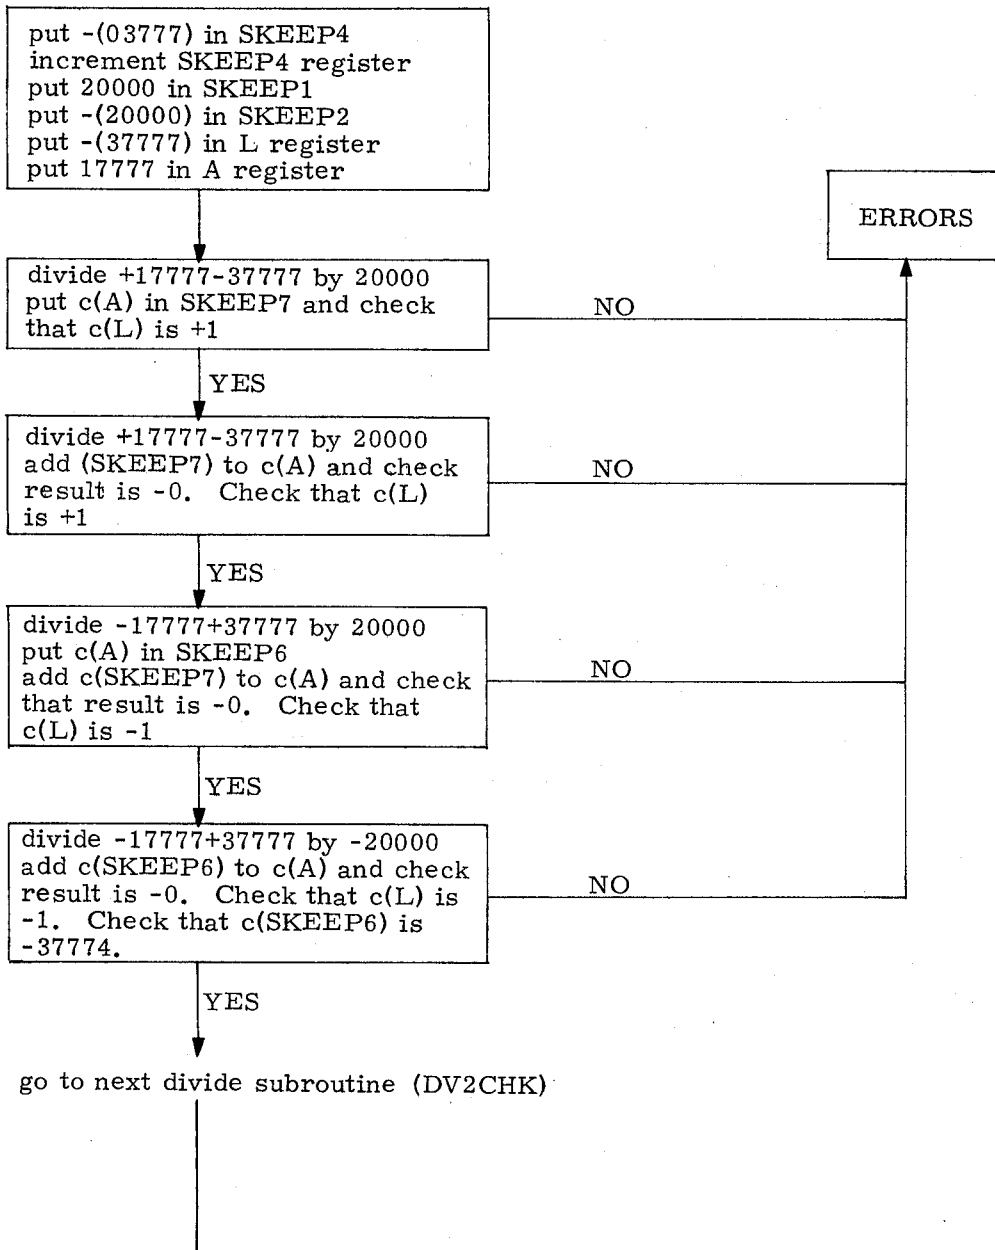 put -(03777) in SKEEP4
increment SKEEP4 register
put 20000 in SKEEP1
put -(20000) in SKEEP2
put -(37777) in L register
put 17777 in A register
ERRORS
divide +17777-37777 by 20000
put c(A) in SKEEP7 and check
that c(L) is +1
NO
YES
divide +17777-37777 by 20000
add (SKEEP7) to c(A) and check
result is -0. Check that c(L)
is +1
NO
YES
divide -17777+37777 by 20000
put c(A) in SKEEP6
add c(SKEEP7) to c(A) and check
that result is -0. Check that
c(L) is -1
NO
YES
divide -17777+37777 by -20000
add c(SKEEP6) to c(A) and check
result is -0. Check that c(L) is
-1. Check that c(SKEEP6) is
-37774.
NO
YES
go to next divide subroutine (DV2CHK)